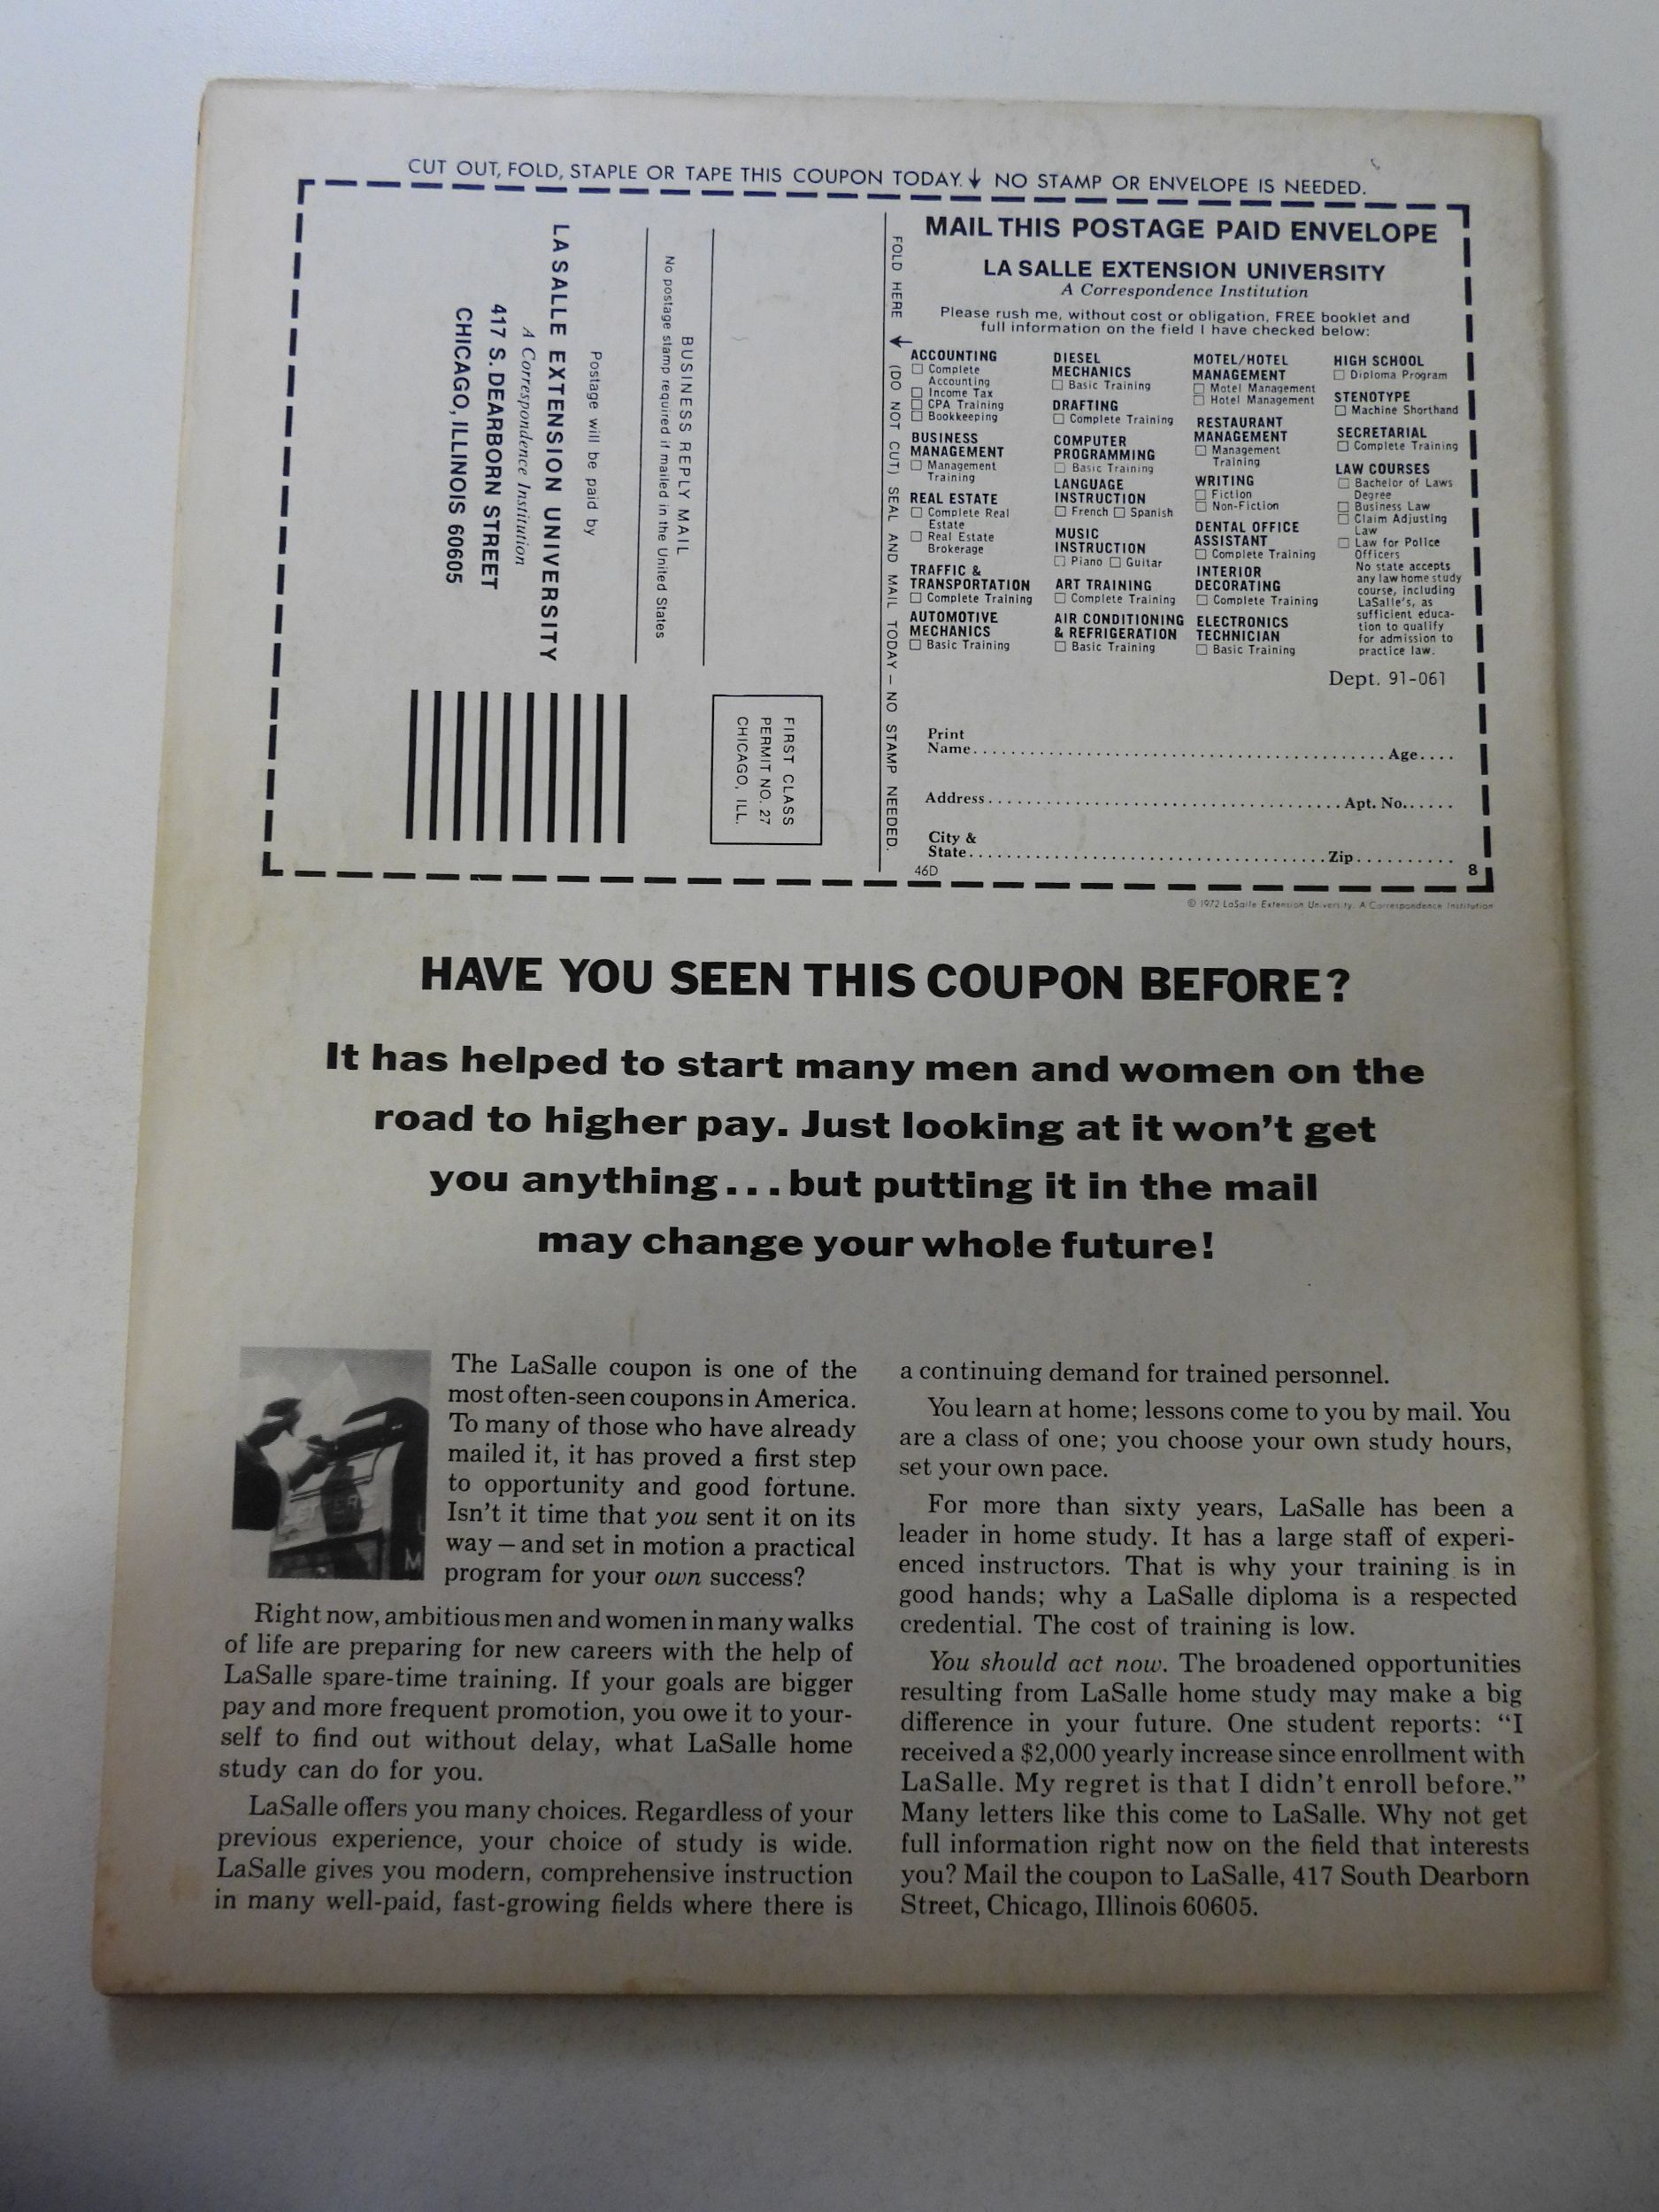 CUT OUT, FOLD, STAPLE OR TAPE THIS COUPON TODAY. ↓ NO STAMP OR ENVELOPE IS NEEDED.
BUSINESS REPLY MAIL
No postage stamp required if mailed in the United States
Postage will be paid by
LA SALLE EXTENSION UNIVERSITY
A Correspondence Institution
417 S. DEARBORN STREET
CHICAGO, ILLINOIS 60605
FIRST CLASS
PERMIT NO. 27
CHICAGO, ILL.
FOLD HERE → (DO NOT CUT) SEAL AND MAIL TODAY – NO STAMP NEEDED.
MAIL THIS POSTAGE PAID ENVELOPE
LA SALLE EXTENSION UNIVERSITY
A Correspondence Institution
Please rush me, without cost or obligation, FREE booklet and
full information on the field I have checked below:
ACCOUNTING
☐ Complete
Accounting
☐ Income Tax
☐ CPA Training
☐ Bookkeeping
BUSINESS
MANAGEMENT
☐ Management
Training
REAL ESTATE
☐ Complete Real
Estate
☐ Real Estate
Brokerage
TRAFFIC &
TRANSPORTATION
☐ Complete Training
AUTOMOTIVE
MECHANICS
☐ Basic Training
DIESEL
MECHANICS
☐ Basic Training
DRAFTING
☐ Complete Training
COMPUTER
PROGRAMMING
☐ Basic Training
LANGUAGE
INSTRUCTION
☐ French ☐ Spanish
MUSIC
INSTRUCTION
☐ Piano ☐ Guitar
ART TRAINING
☐ Complete Training
AIR CONDITIONING
& REFRIGERATION
☐ Basic Training
MOTEL/HOTEL
MANAGEMENT
☐ Motel Management
☐ Hotel Management
RESTAURANT
MANAGEMENT
☐ Management
Training
WRITING
☐ Fiction
☐ Non-Fiction
DENTAL OFFICE
ASSISTANT
☐ Complete Training
INTERIOR
DECORATING
☐ Complete Training
ELECTRONICS
TECHNICIAN
☐ Basic Training
HIGH SCHOOL
☐ Diploma Program
STENOTYPE
☐ Machine Shorthand
SECRETARIAL
☐ Complete Training
LAW COURSES
☐ Bachelor of Laws
Degree
☐ Business Law
☐ Claim Adjusting
Law
☐ Law for Police
Officers
No state accepts
any law home study
course, including
LaSalle's, as
sufficient educa-
tion to qualify
for admission to
practice law.
Dept. 91-061
Print
Name.......... Age....
Address.......... Apt. No......
City &
State.......... Zip..........
46D 8
© 1972 LaSalle Extension University. A Correspondence Institution
HAVE YOU SEEN THIS COUPON BEFORE?
It has helped to start many men and women on the
road to higher pay. Just looking at it won't get
you anything...but putting it in the mail
may change your whole future!
The LaSalle coupon is one of the
most often-seen coupons in America.
To many of those who have already
mailed it, it has proved a first step
to opportunity and good fortune.
Isn't it time that you sent it on its
way – and set in motion a practical
program for your own success?
Right now, ambitious men and women in many walks
of life are preparing for new careers with the help of
LaSalle spare-time training. If your goals are bigger
pay and more frequent promotion, you owe it to your-
self to find out without delay, what LaSalle home
study can do for you.
LaSalle offers you many choices. Regardless of your
previous experience, your choice of study is wide.
LaSalle gives you modern, comprehensive instruction
in many well-paid, fast-growing fields where there is
a continuing demand for trained personnel.
You learn at home; lessons come to you by mail. You
are a class of one; you choose your own study hours,
set your own pace.
For more than sixty years, LaSalle has been a
leader in home study. It has a large staff of experi-
enced instructors. That is why your training is in
good hands; why a LaSalle diploma is a respected
credential. The cost of training is low.
You should act now. The broadened opportunities
resulting from LaSalle home study may make a big
difference in your future. One student reports: "I
received a $2,000 yearly increase since enrollment with
LaSalle. My regret is that I didn't enroll before."
Many letters like this come to LaSalle. Why not get
full information right now on the field that interests
you? Mail the coupon to LaSalle, 417 South Dearborn
Street, Chicago, Illinois 60605.